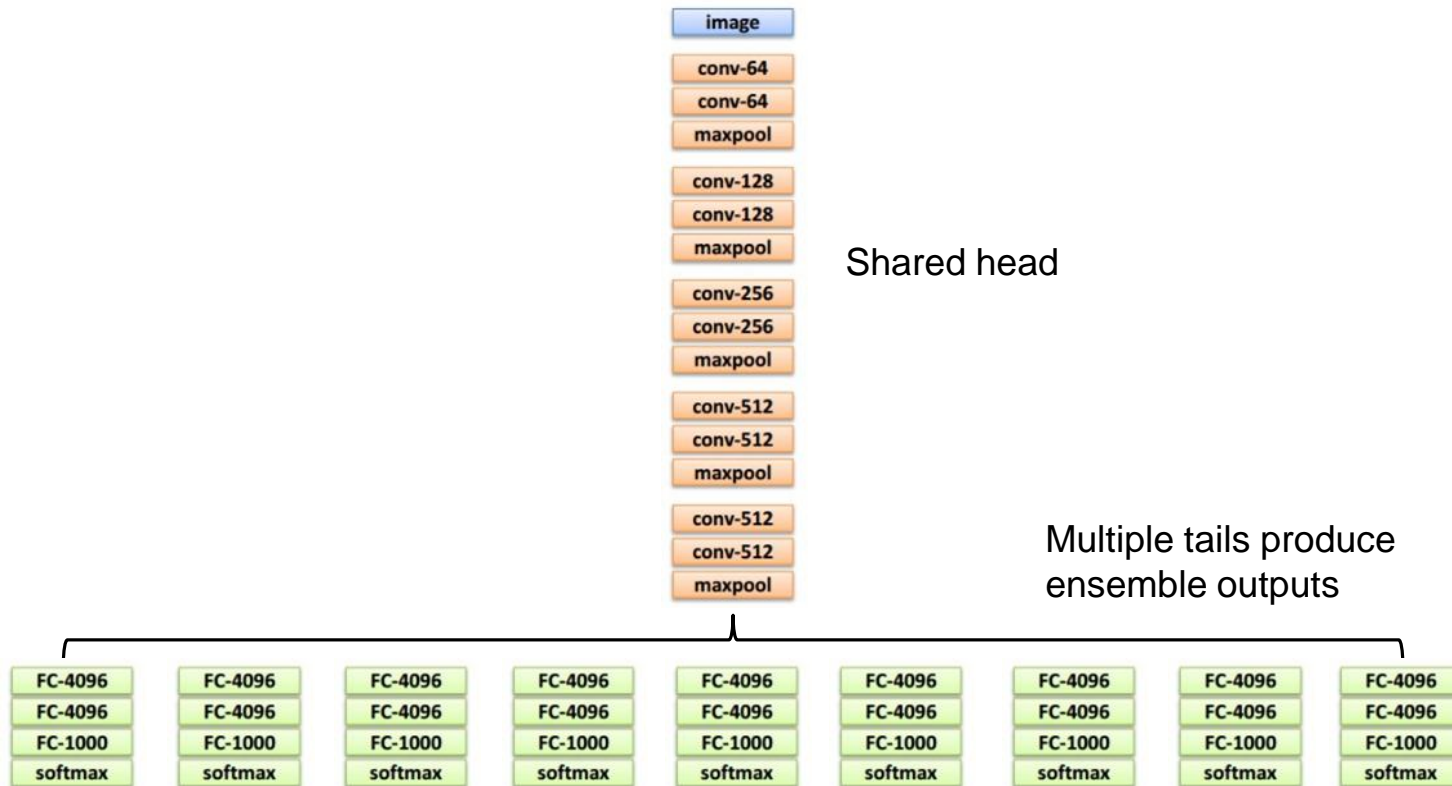 image
conv-64
conv-64
maxpool
conv-128
conv-128
maxpool
Shared head
conv-256
conv-256
maxpool
conv-512
conv-512
maxpool
conv-512
conv-512
maxpool
Multiple tails produce
ensemble outputs
FC-4096 FC-4096 FC-4096 FC-4096 FC-4096 FC-4096 FC-4096 FC-4096 FC-4096
FC-4096 FC-4096 FC-4096 FC-4096 FC-4096 FC-4096 FC-4096 FC-4096 FC-4096
FC-1000 FC-1000 FC-1000 FC-1000 FC-1000 FC-1000 FC-1000 FC-1000 FC-1000
softmax softmax softmax softmax softmax softmax softmax softmax softmax